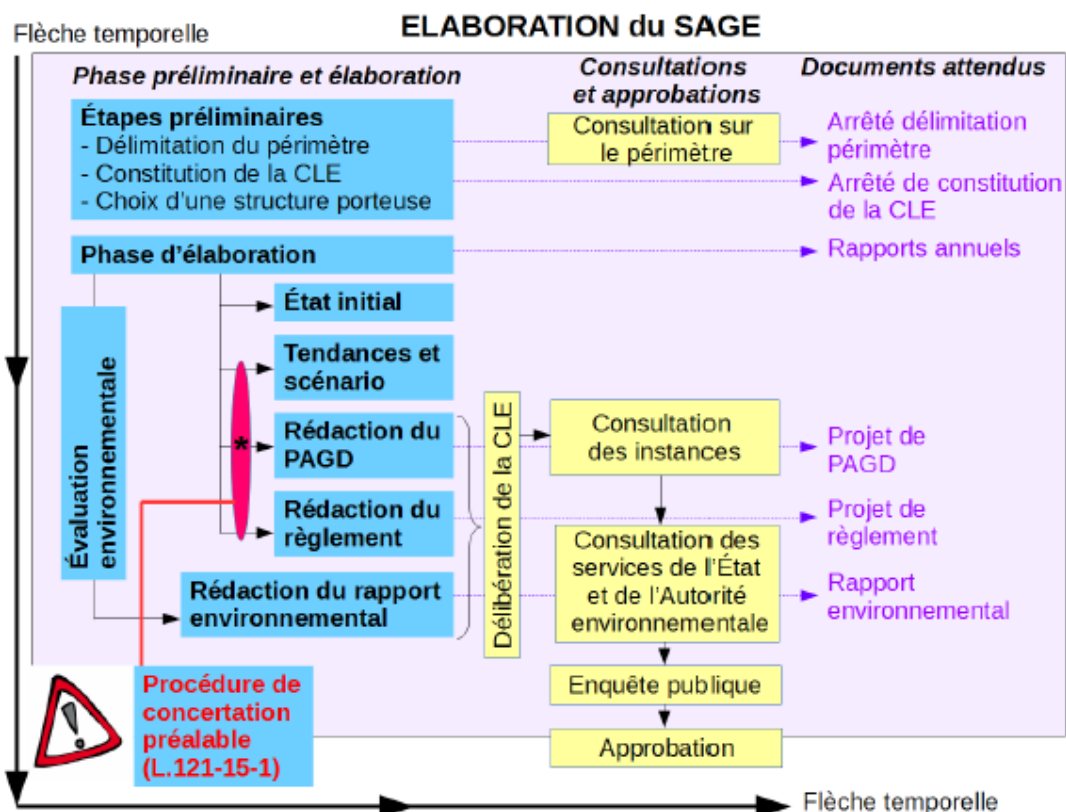 ELABORATION du SAGE
Flèche temporelle
Phase préliminaire et élaboration
Consultations
et approbations
Documents attendus
Étapes préliminaires
- Délimitation du périmètre
- Constitution de la CLE
- Choix d'une structure porteuse
Consultation sur
le périmètre
Arrêté délimitation
périmètre
Arrêté de constitution
de la CLE
Phase d'élaboration
Rapports annuels
État initial
Évaluation
environnementale
Tendances et
scénario
*
Rédaction du
PAGD
Rédaction du
règlement
Rédaction du rapport
environnemental
Délibération de la CLE
Consultation
des instances
Projet de
PAGD
Projet de
règlement
Consultation des
services de l'État
et de l'Autorité
environnementale
Rapport
environnemental
Enquête publique
Approbation
!
Procédure de
concertation
préalable
(L.121-15-1)
Flèche temporelle